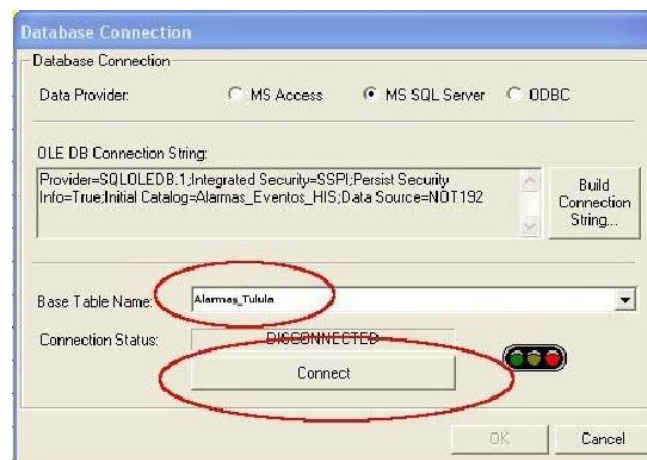 Database Connection
Database Connection
Data Provider: MS Access MS SQL Server ODBC
OLE DB Connection String:
Provider=SQLOLEDB.1;Integrated Security=SSPI;Persist Security
Info=True;Initial Catalog=Alarmas_Eventos_HIS;Data Source=NOT192
Build
Connection
String...
Base Table Name: Alarmas_Tulula
Connection Status: DISCONNECTED
Connect
OK Cancel